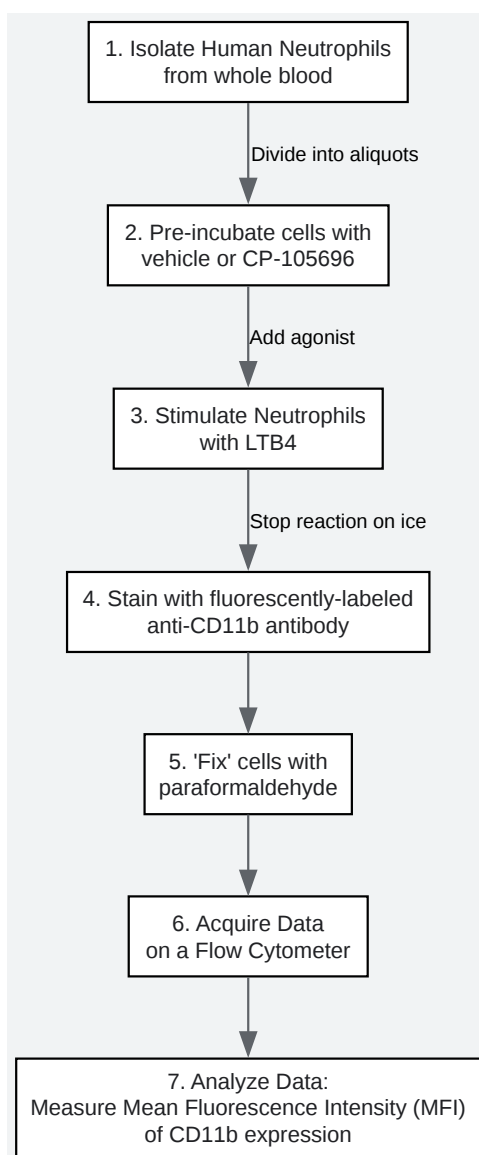 1. Isolate Human Neutrophils
from whole blood
Divide into aliquots
2. Pre-incubate cells with
vehicle or CP-105696
Add agonist
3. Stimulate Neutrophils
with LTB4
Stop reaction on ice
4. Stain with fluorescently-labeled
anti-CD11b antibody
5. 'Fix' cells with
paraformaldehyde
6. Acquire Data
on a Flow Cytometer
7. Analyze Data:
Measure Mean Fluorescence Intensity (MFI)
of CD11b expression